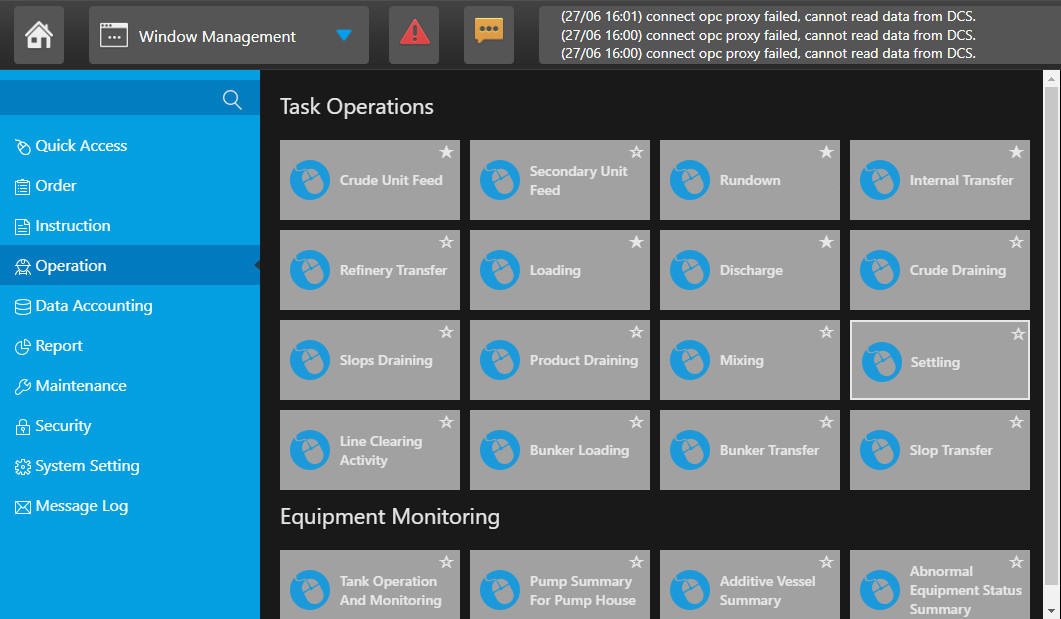 Window Management
(27/06 16:01) connect opc proxy failed, cannot read data from DCS.
(27/06 16:00) connect opc proxy failed, cannot read data from DCS.
(27/06 16:00) connect opc proxy failed, cannot read data from DCS.
Quick Access
Order
Instruction
Operation
Data Accounting
Report
Maintenance
Security
System Setting
Message Log
Task Operations
Crude Unit Feed
Secondary Unit
Feed
Rundown
Internal Transfer
Refinery Transfer
Loading
Discharge
Crude Draining
Slops Draining
Product Draining
Mixing
Settling
Line Clearing
Activity
Bunker Loading
Bunker Transfer
Slop Transfer
Equipment Monitoring
Tank Operation
And Monitoring
Pump Summary
For Pump House
Additive Vessel
Summary
Abnormal
Equipment Status
Summary